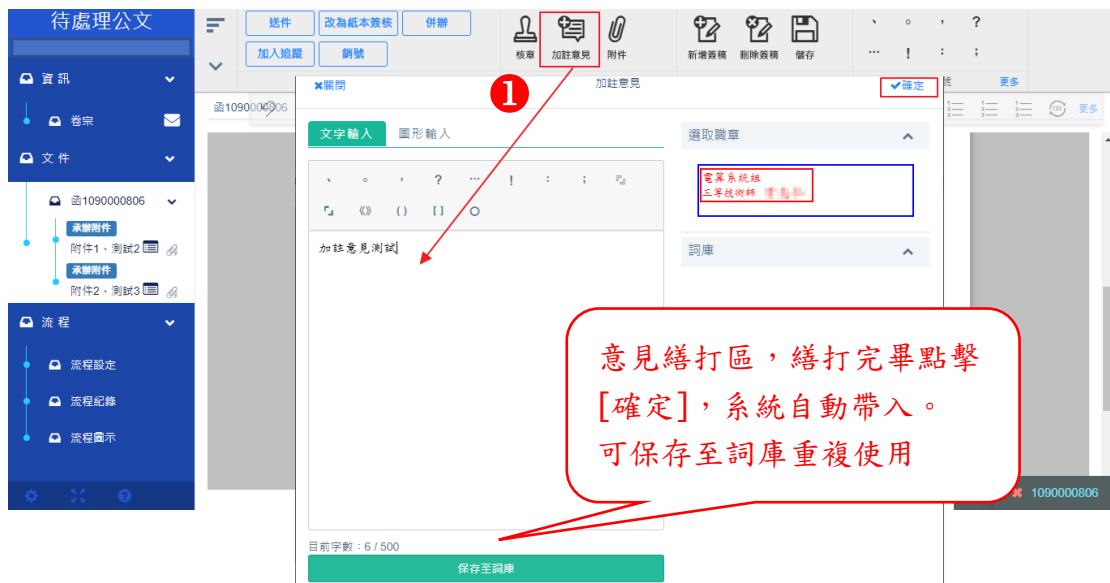 待處理公文
資訊
卷宗
文件
函1090000806
承辦附件
附件1、測試2
承辦附件
附件2、測試3
流程
流程設定
流程紀錄
流程圖示
送件 改為紙本簽核 併辦
加入追蹤 銷號
核章 加註意見 附件
新增簽稿 刪除簽稿 儲存
、 。 , ?
… ! : ;
更多
函1090000806
更多
1
×關閉 加註意見 ✔確定
文字輸入 圖形輸入
、 。 , ? … ! : ;
《》 ( ) [ ] ○
加註意見測試
目前字數:6 / 500
保存至詞庫
選取職章
電算系統組
三等技術師
詞庫
意見繕打區,繕打完畢點擊
[確定],系統自動帶入。
可保存至詞庫重複使用
1090000806